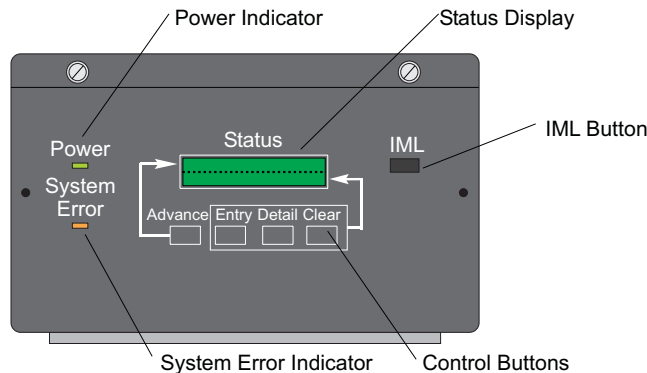 Power Indicator
Status Display
IML Button
Power
Status
IML
System
Error
Advance
Entry Detail Clear
System Error Indicator
Control Buttons